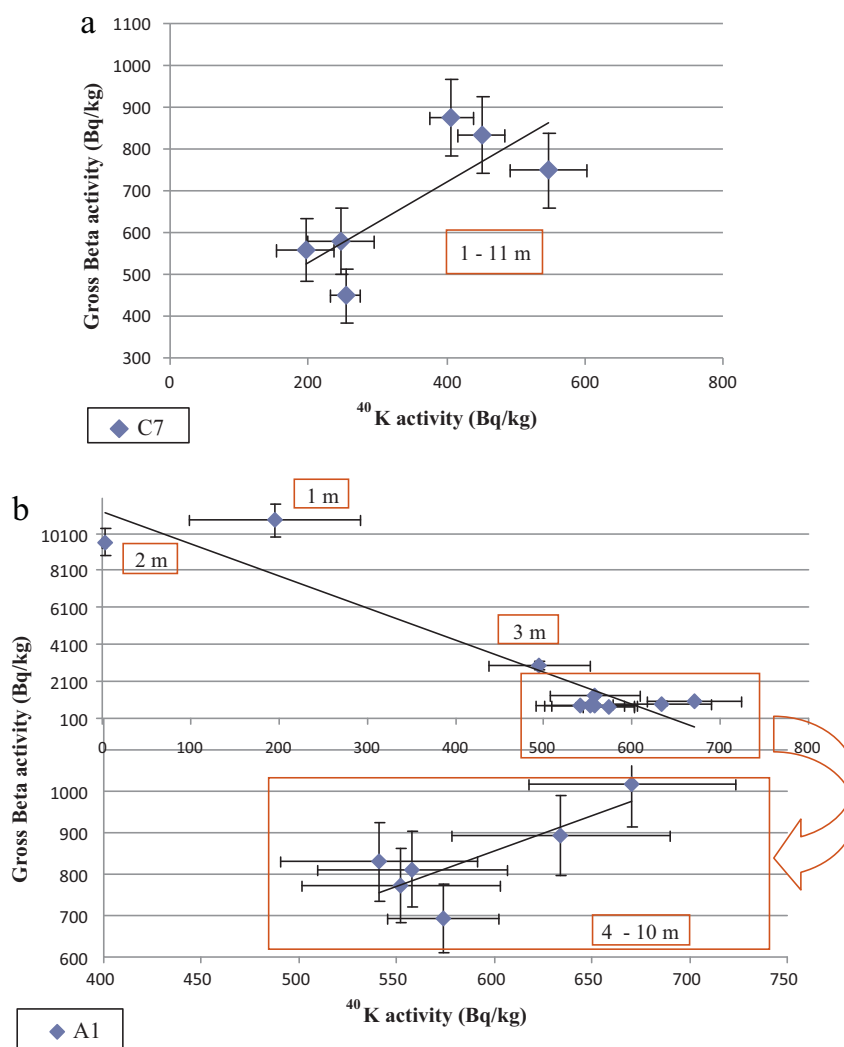 a
Gross Beta activity (Bq/kg)
1100
1000
900
800
700
600
500
400
300
1 - 11 m
0 200 400 600 800
40 K activity (Bq/kg)
C7
b
Gross Beta activity (Bq/kg)
1 m
10100
2 m
8100
6100
4100
3 m
2100
100
0 100 200 300 400 500 600 700 800
1000
900
800
700
4 - 10 m
600
400 450 500 550 600 650 700 750
40 K activity (Bq/kg)
A1